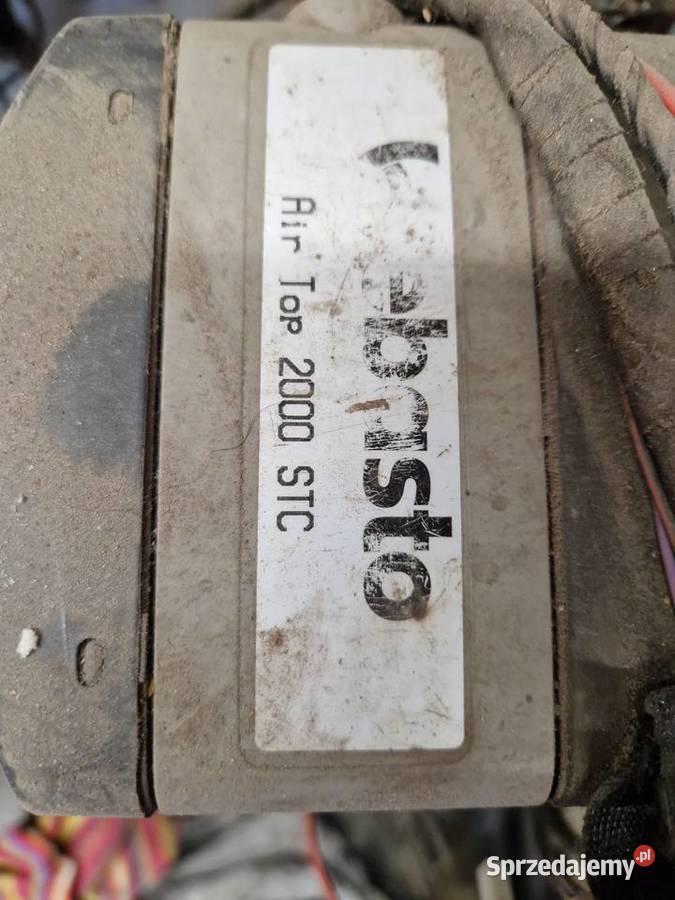 Webasto
Air Top 2000 STC
Sprzedajemy.pl